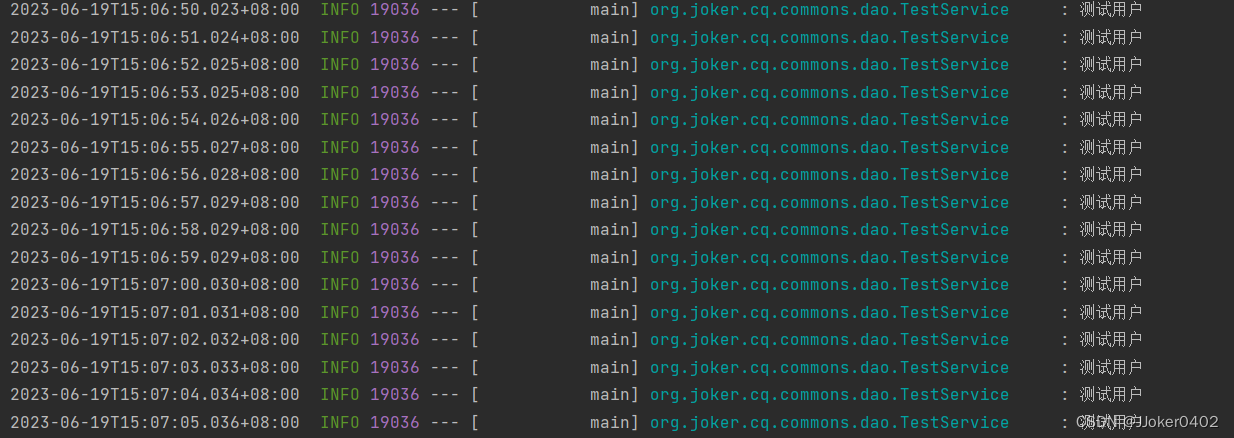 2023-06-19T15:06:50.023+08:00  INFO 19036 --- [           main] org.joker.cq.commons.dao.TestService     : 测试用户
2023-06-19T15:06:51.024+08:00  INFO 19036 --- [           main] org.joker.cq.commons.dao.TestService     : 测试用户
2023-06-19T15:06:52.025+08:00  INFO 19036 --- [           main] org.joker.cq.commons.dao.TestService     : 测试用户
2023-06-19T15:06:53.025+08:00  INFO 19036 --- [           main] org.joker.cq.commons.dao.TestService     : 测试用户
2023-06-19T15:06:54.026+08:00  INFO 19036 --- [           main] org.joker.cq.commons.dao.TestService     : 测试用户
2023-06-19T15:06:55.027+08:00  INFO 19036 --- [           main] org.joker.cq.commons.dao.TestService     : 测试用户
2023-06-19T15:06:56.028+08:00  INFO 19036 --- [           main] org.joker.cq.commons.dao.TestService     : 测试用户
2023-06-19T15:06:57.029+08:00  INFO 19036 --- [           main] org.joker.cq.commons.dao.TestService     : 测试用户
2023-06-19T15:06:58.029+08:00  INFO 19036 --- [           main] org.joker.cq.commons.dao.TestService     : 测试用户
2023-06-19T15:06:59.029+08:00  INFO 19036 --- [           main] org.joker.cq.commons.dao.TestService     : 测试用户
2023-06-19T15:07:00.030+08:00  INFO 19036 --- [           main] org.joker.cq.commons.dao.TestService     : 测试用户
2023-06-19T15:07:01.031+08:00  INFO 19036 --- [           main] org.joker.cq.commons.dao.TestService     : 测试用户
2023-06-19T15:07:02.032+08:00  INFO 19036 --- [           main] org.joker.cq.commons.dao.TestService     : 测试用户
2023-06-19T15:07:03.033+08:00  INFO 19036 --- [           main] org.joker.cq.commons.dao.TestService     : 测试用户
2023-06-19T15:07:04.034+08:00  INFO 19036 --- [           main] org.joker.cq.commons.dao.TestService     : 测试用户
2023-06-19T15:07:05.036+08:00  INFO 19036 --- [           main] org.joker.cq.commons.dao.TestService     : 测试用户
CSDN @Joker0402